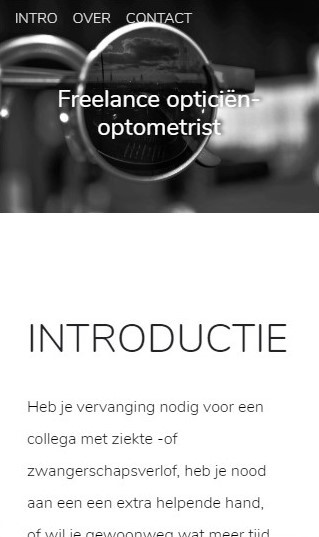 INTRO OVER CONTACT
Freelance opticiën-
optometrist
INTRODUCTIE
Heb je vervanging nodig voor een
collega met ziekte -of
zwangerschapsverlof, heb je nood
aan een een extra helpende hand,
of wil je gewoonweg wat meer tijd